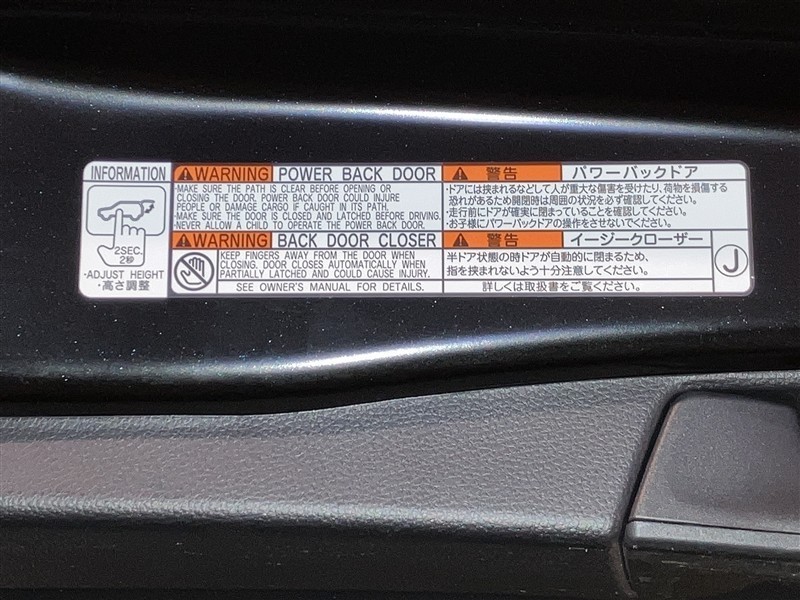 INFORMATION
2SEC.
2秒
・ADJUST HEIGHT
・高さ調整
WARNING POWER BACK DOOR
・MAKE SURE THE PATH IS CLEAR BEFORE OPENING OR
CLOSING THE DOOR. POWER BACK DOOR COULD INJURE
PEOPLE OR DAMAGE CARGO IF CAUGHT IN ITS PATH.
・MAKE SURE THE DOOR IS CLOSED AND LATCHED BEFORE DRIVING.
・NEVER ALLOW A CHILD TO OPERATE THE POWER BACK DOOR.
WARNING BACK DOOR CLOSER
KEEP FINGERS AWAY FROM THE DOOR WHEN
CLOSING. DOOR CLOSES AUTOMATICALLY WHEN
PARTIALLY LATCHED AND COULD CAUSE INJURY.
SEE OWNER'S MANUAL FOR DETAILS.
警告 パワーバックドア
・ドアには挟まれるなどして人が重大な傷害を受けたり、荷物を損傷する
恐れがあるため開閉時は周囲の状況を必ず確認してください。
・走行前にドアが確実に閉まっていることを確認してください。
・お子様にパワーバックドアの操作をさせないでください。
警告 イージークローザー
半ドア状態の時ドアが自動的に閉まるため、
指を挟まれないよう十分注意してください。
詳しくは取扱書をご覧ください。
J